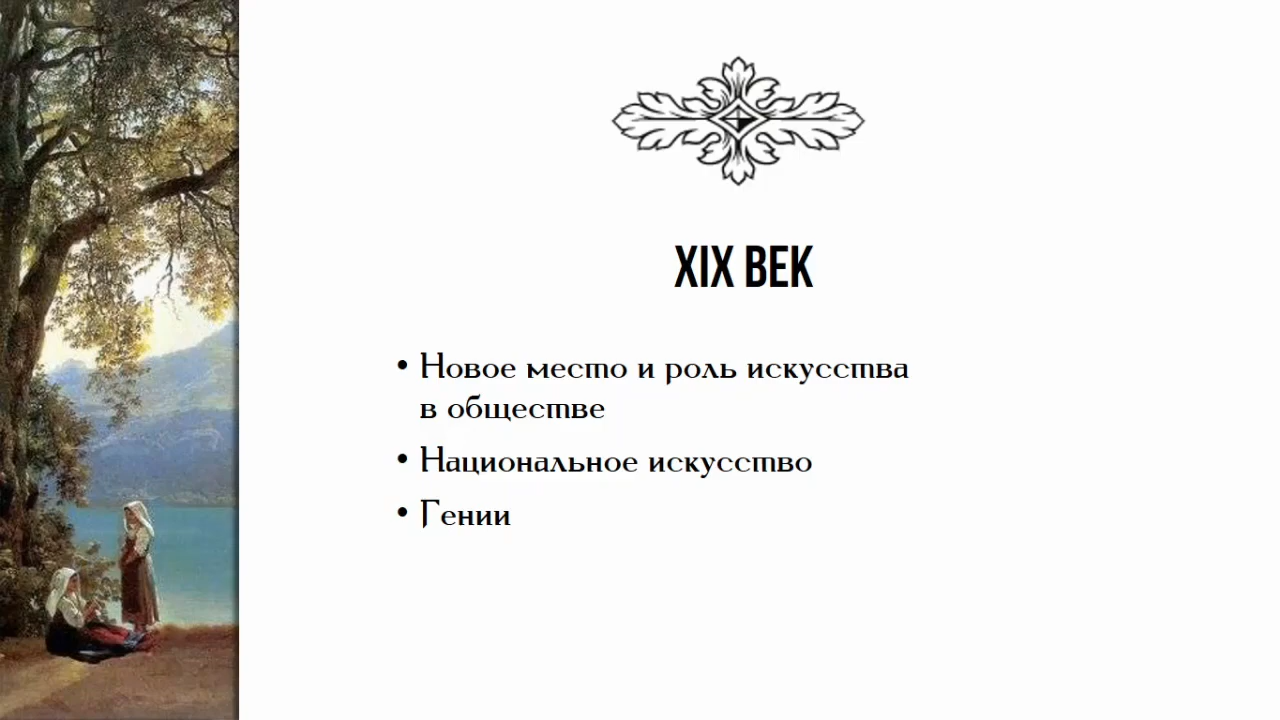 XIX ВЕК
• Новое место и роль искусства
в обществе
• Национальное искусство
• Гении